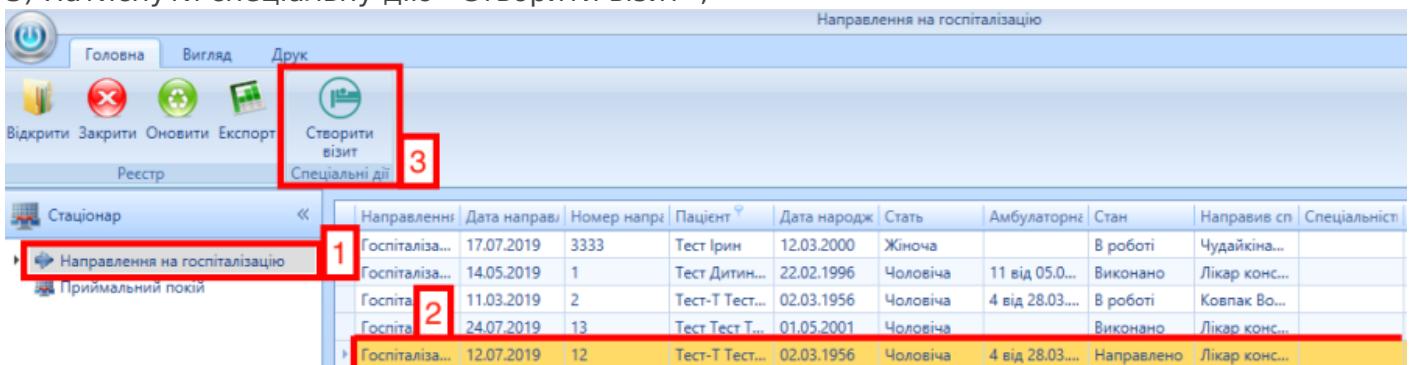 Направлення на госпіталізацію
Головна Вигляд Друк
Відкрити Закрити Оновити Експорт Створити візит
3
Реєстр Спеціальні дії
Стаціонар «
Направлення на госпіталізацію
1
Приймальний покій
Направлення Дата направл Номер напра Пацієнт Дата народж Стать Амбулаторна Стан Направив сп Спеціальніст
Госпіталіза... 17.07.2019 3333 Тест Ірин 12.03.2000 Жіноча В роботі Чудайкіна...
Госпіталіза... 14.05.2019 1 Тест Дитин... 22.02.1996 Чоловіча 11 від 05.0... Виконано Лікар конс...
Госпіта 11.03.2019 2 Тест-Т Тест... 02.03.1956 Чоловіча 4 від 28.03.... В роботі Ковпак Во...
2
Госпіта 24.07.2019 13 Тест Тест Т... 01.05.2001 Чоловіча Виконано Лікар конс...
Госпіталіза... 12.07.2019 12 Тест-Т Тест... 02.03.1956 Чоловіча 4 від 28.03.... Направлено Лікар конс...